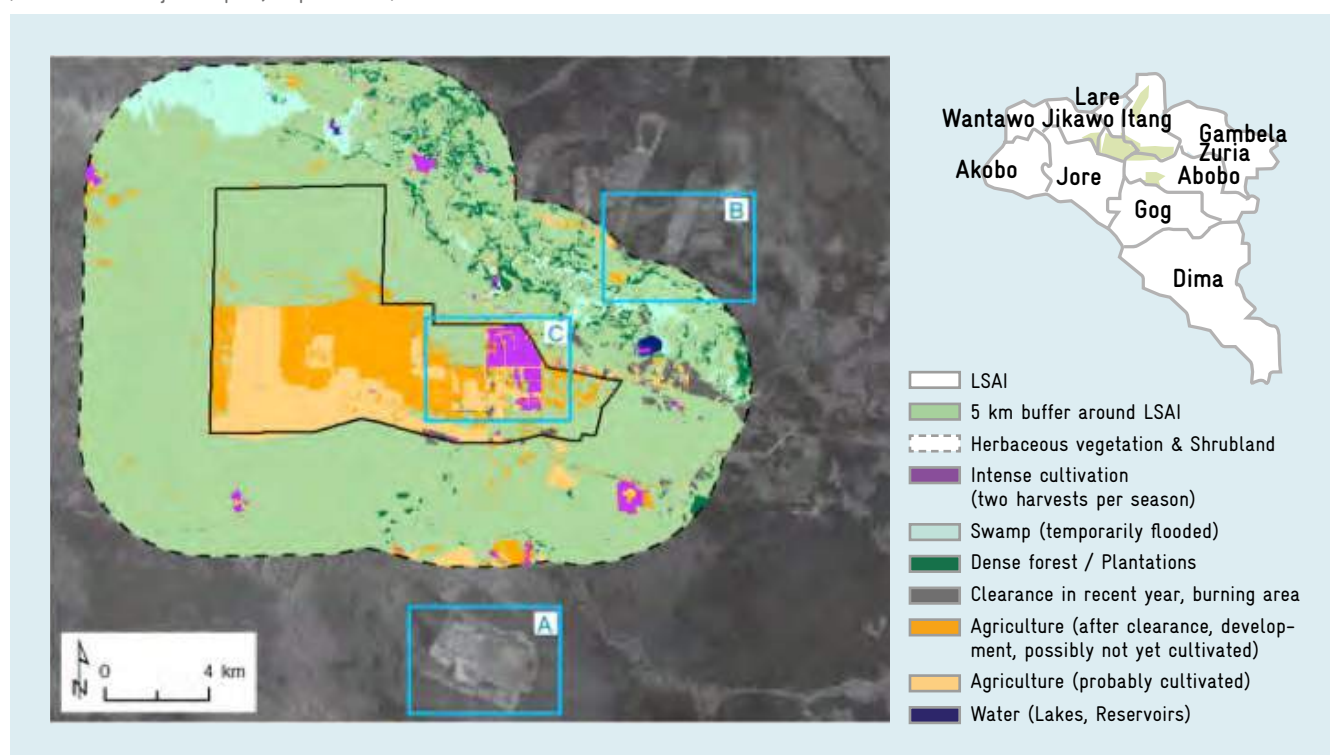 B
C
A
0 4 km
N
Lare
Wantawo Jikawo Itang
Gambela
Zuria
Akobo
Jore
Abobo
Gog
Dima
LSAI
5 km buffer around LSAI
Herbaceous vegetation & Shrubland
Intense cultivation
(two harvests per season)
Swamp (temporarily flooded)
Dense forest / Plantations
Clearance in recent year, burning area
Agriculture (after clearance, develop-
ment, possibly not yet cultivated)
Agriculture (probably cultivated)
Water (Lakes, Reservoirs)